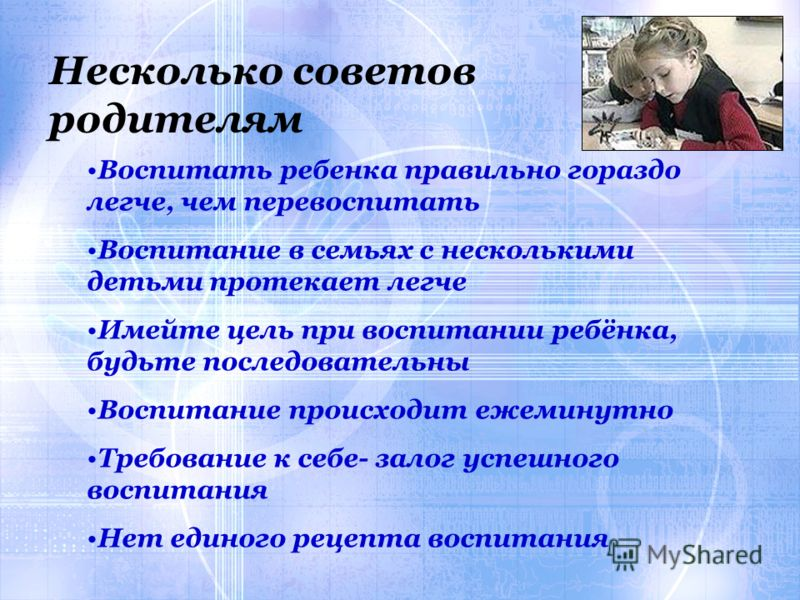 Несколько советов
родителям
•Воспитать ребенка правильно гораздо
легче, чем перевоспитать
•Воспитание в семьях с несколькими
детьми протекает легче
•Имейте цель при воспитании ребёнка,
будьте последовательны
•Воспитание происходит ежеминутно
•Требование к себе- залог успешного
воспитания
•Нет единого рецепта воспитания
MyShared